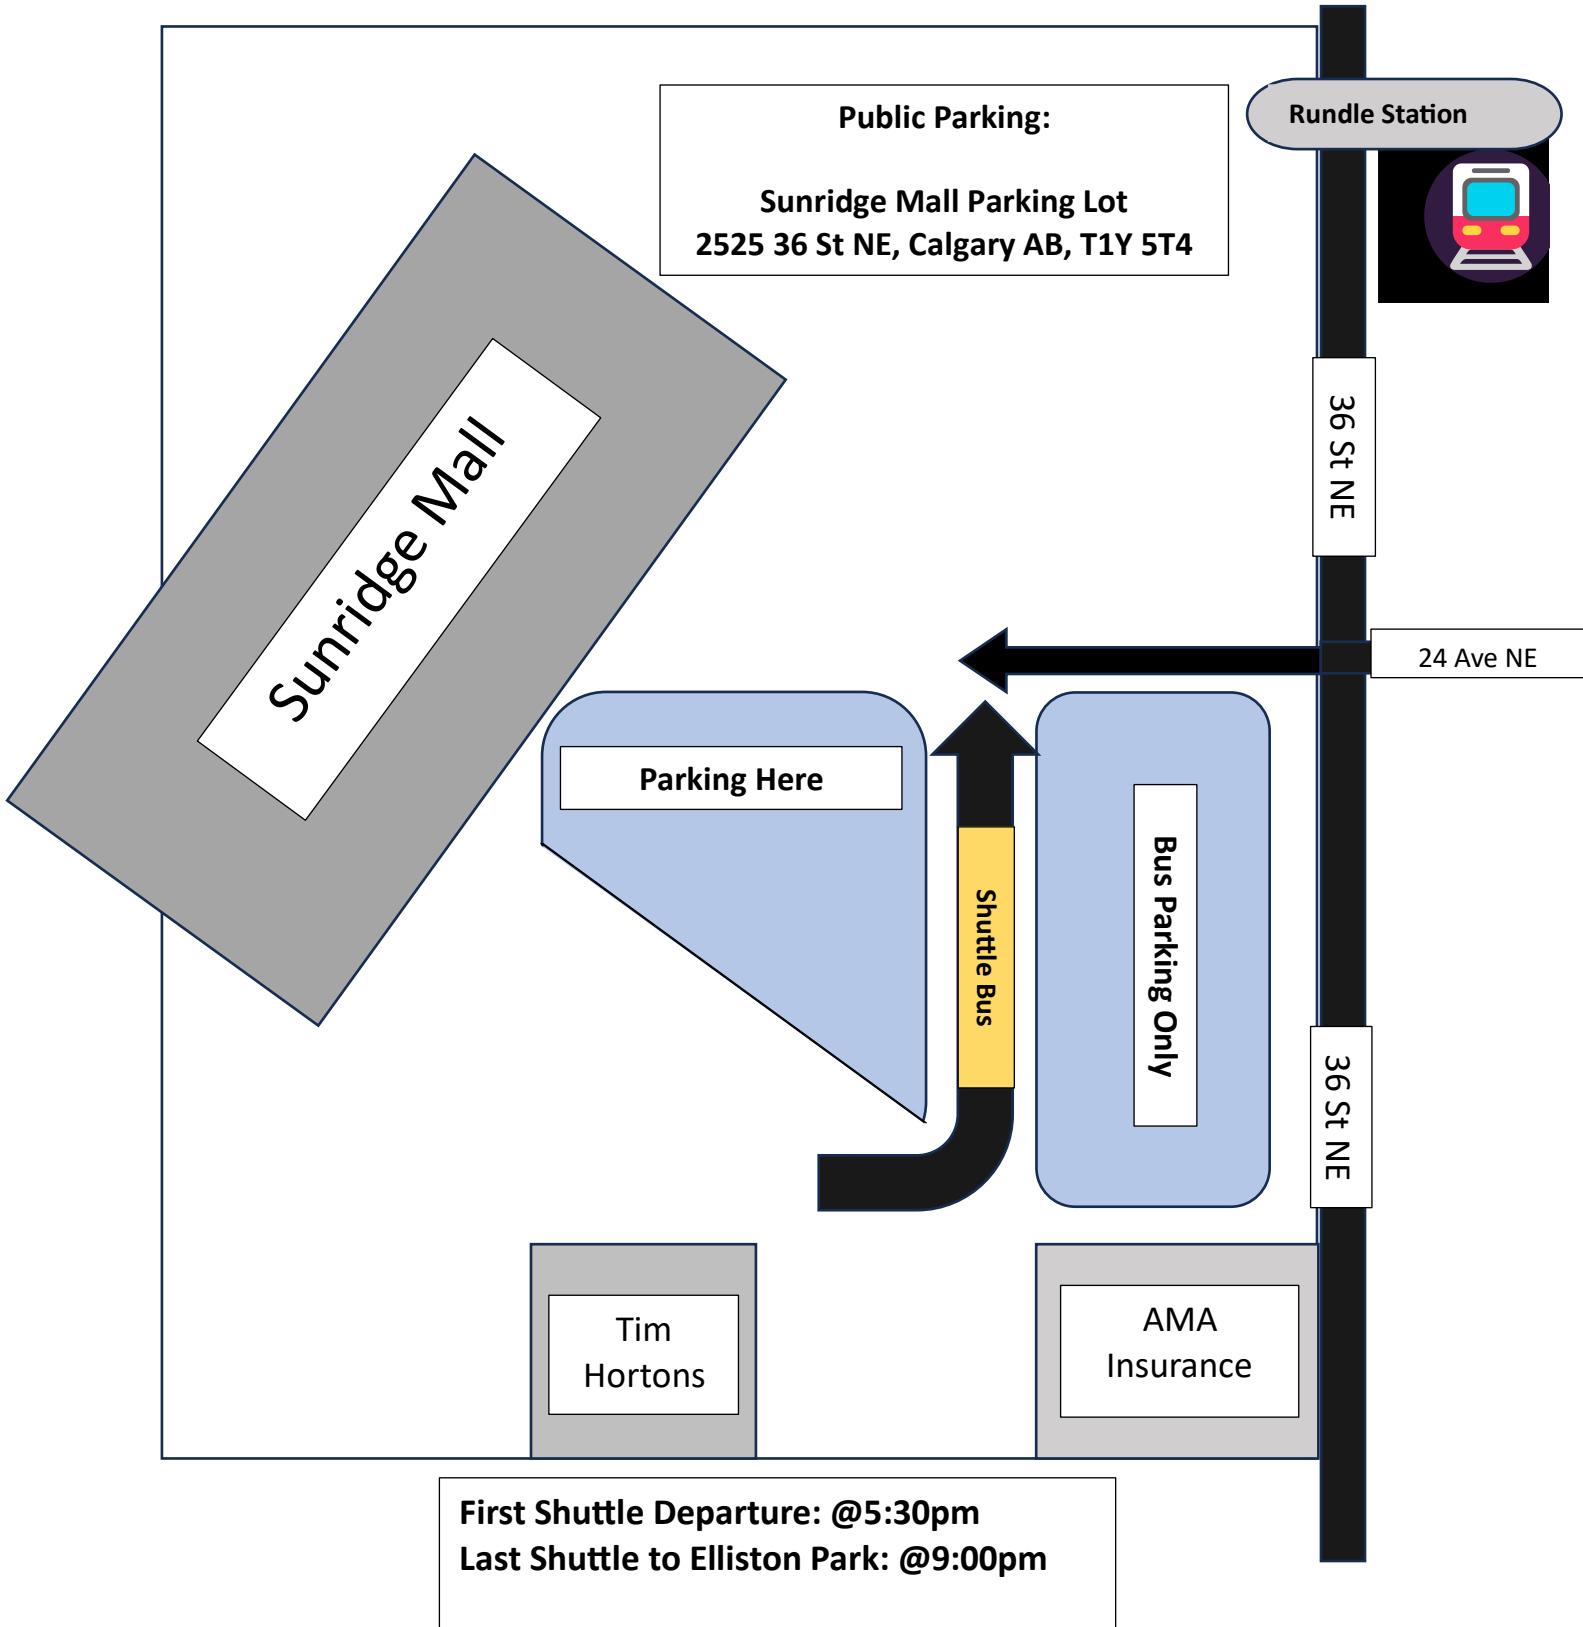 Public Parking:
Sunridge Mall Parking Lot
2525 36 St NE, Calgary AB, T1Y 5T4
Rundle Station
36 St NE
Sunridge Mall
24 Ave NE
Parking Here
Shuttle Bus
Bus Parking Only
36 St NE
Tim
Hortons
AMA
Insurance
First Shuttle Departure: @5:30pm
Last Shuttle to Elliston Park: @9:00pm